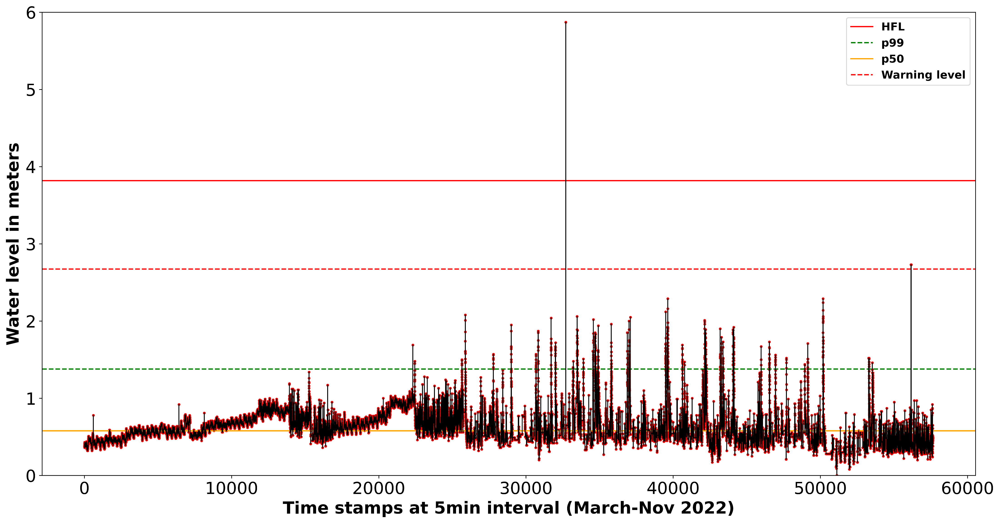 HFL
p99
p50
Warning level
6
5
4
3
2
1
0
Water level in meters
0 10000 20000 30000 40000 50000 60000
Time stamps at 5min interval (March-Nov 2022)